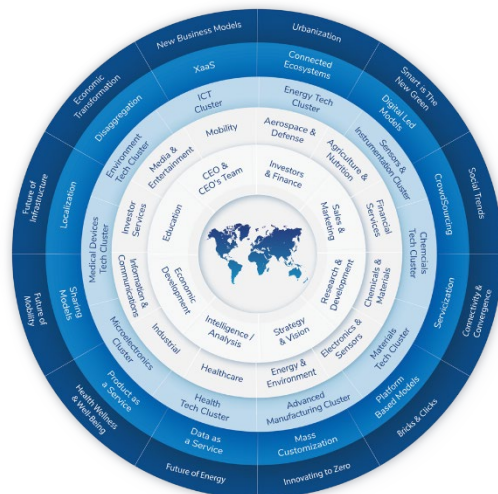 New Business Models
Urbanization
Smart is The
New Green
Social Trends
Connectivity &
Convergence
Bricks & Clicks
Innovating to Zero
Future of Energy
Health Wellness
& Well-Being
Future of
Mobility
Future of
Infrastructure
Economic
Transformation
XaaS
Connected
Ecosystems
Digital Led
Models
CrowdSourcing
Servicization
Platform
Based Models
Mass
Customization
Data as
a Service
Product as
a Service
Sharing
Models
Localization
Disaggregation
ICT
Cluster
Energy Tech
Cluster
Sensors &
Instrumentation Cluster
Chemcials
Tech Cluster
Materials
Tech Cluster
Advanced
Manufacturing Cluster
Health
Tech Cluster
Microelectronics
Cluster
Medical Devices
Tech Cluster
Environment
Tech Cluster
Mobility
Aerospace &
Defense
Agriculture &
Nutrition
Financial
Services
Chemicals &
Materials
Electronics &
Sensors
Energy &
Environment
Healthcare
Industrial
Information &
Communications
Investor
Services
Media &
Entertainment
CEO &
CEO's Team
Investors
& Finance
Sales &
Marketing
Research &
Development
Strategy
& Vision
Intelligence /
Analysis
Economic
Development
Education